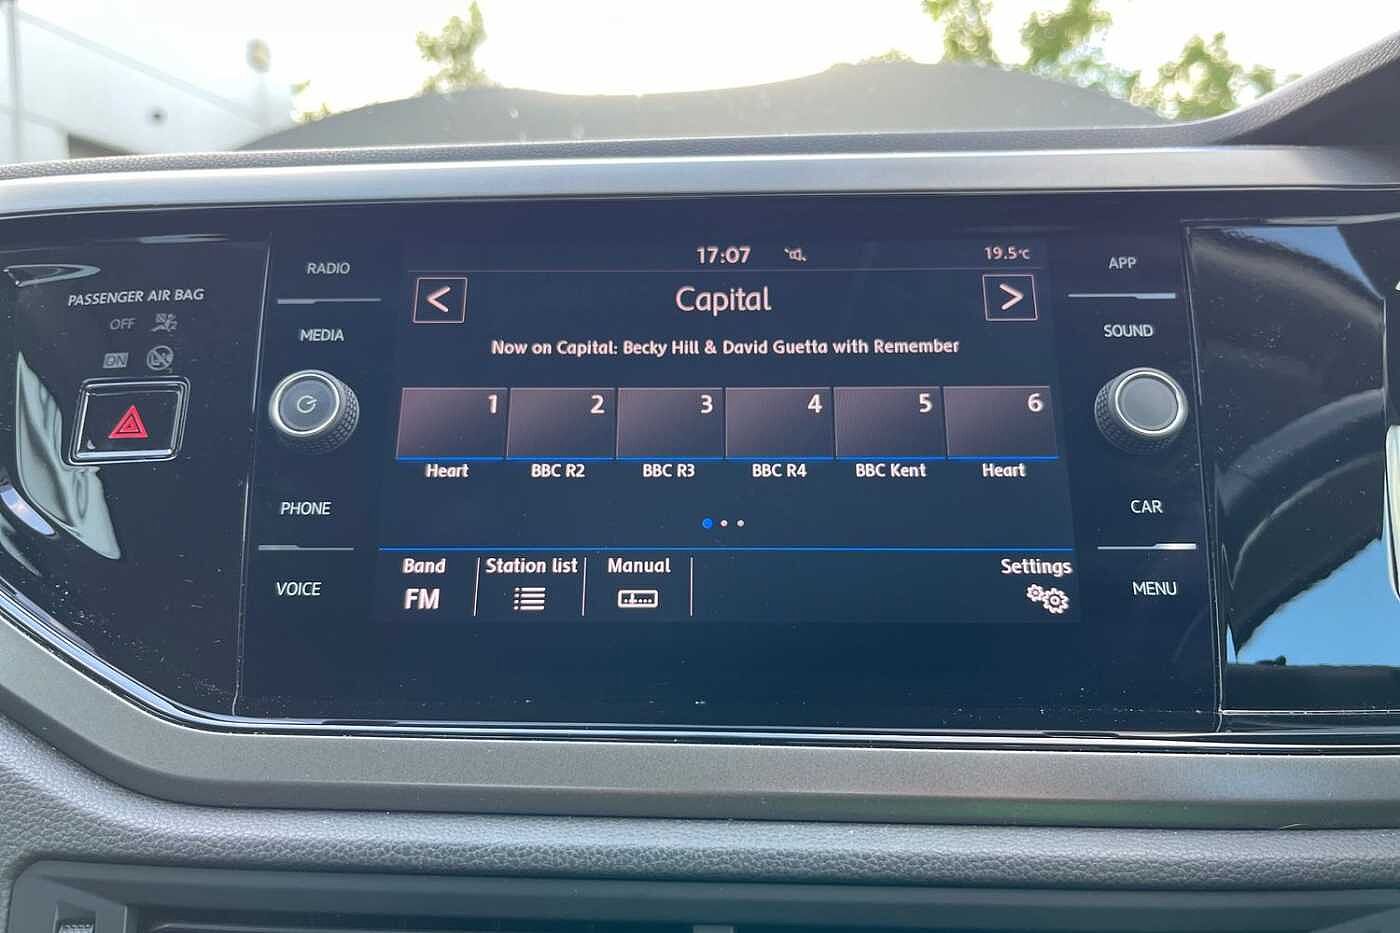 PASSENGER AIR BAG
OFF
ON
RADIO
MEDIA
PHONE
VOICE
17:07
19.5°C
<
Capital
>
Now on Capital: Becky Hill & David Guetta with Remember
1 2 3 4 5 6
Heart BBC R2 BBC R3 BBC R4 BBC Kent Heart
Band Station list Manual Settings
FM
APP
SOUND
CAR
MENU